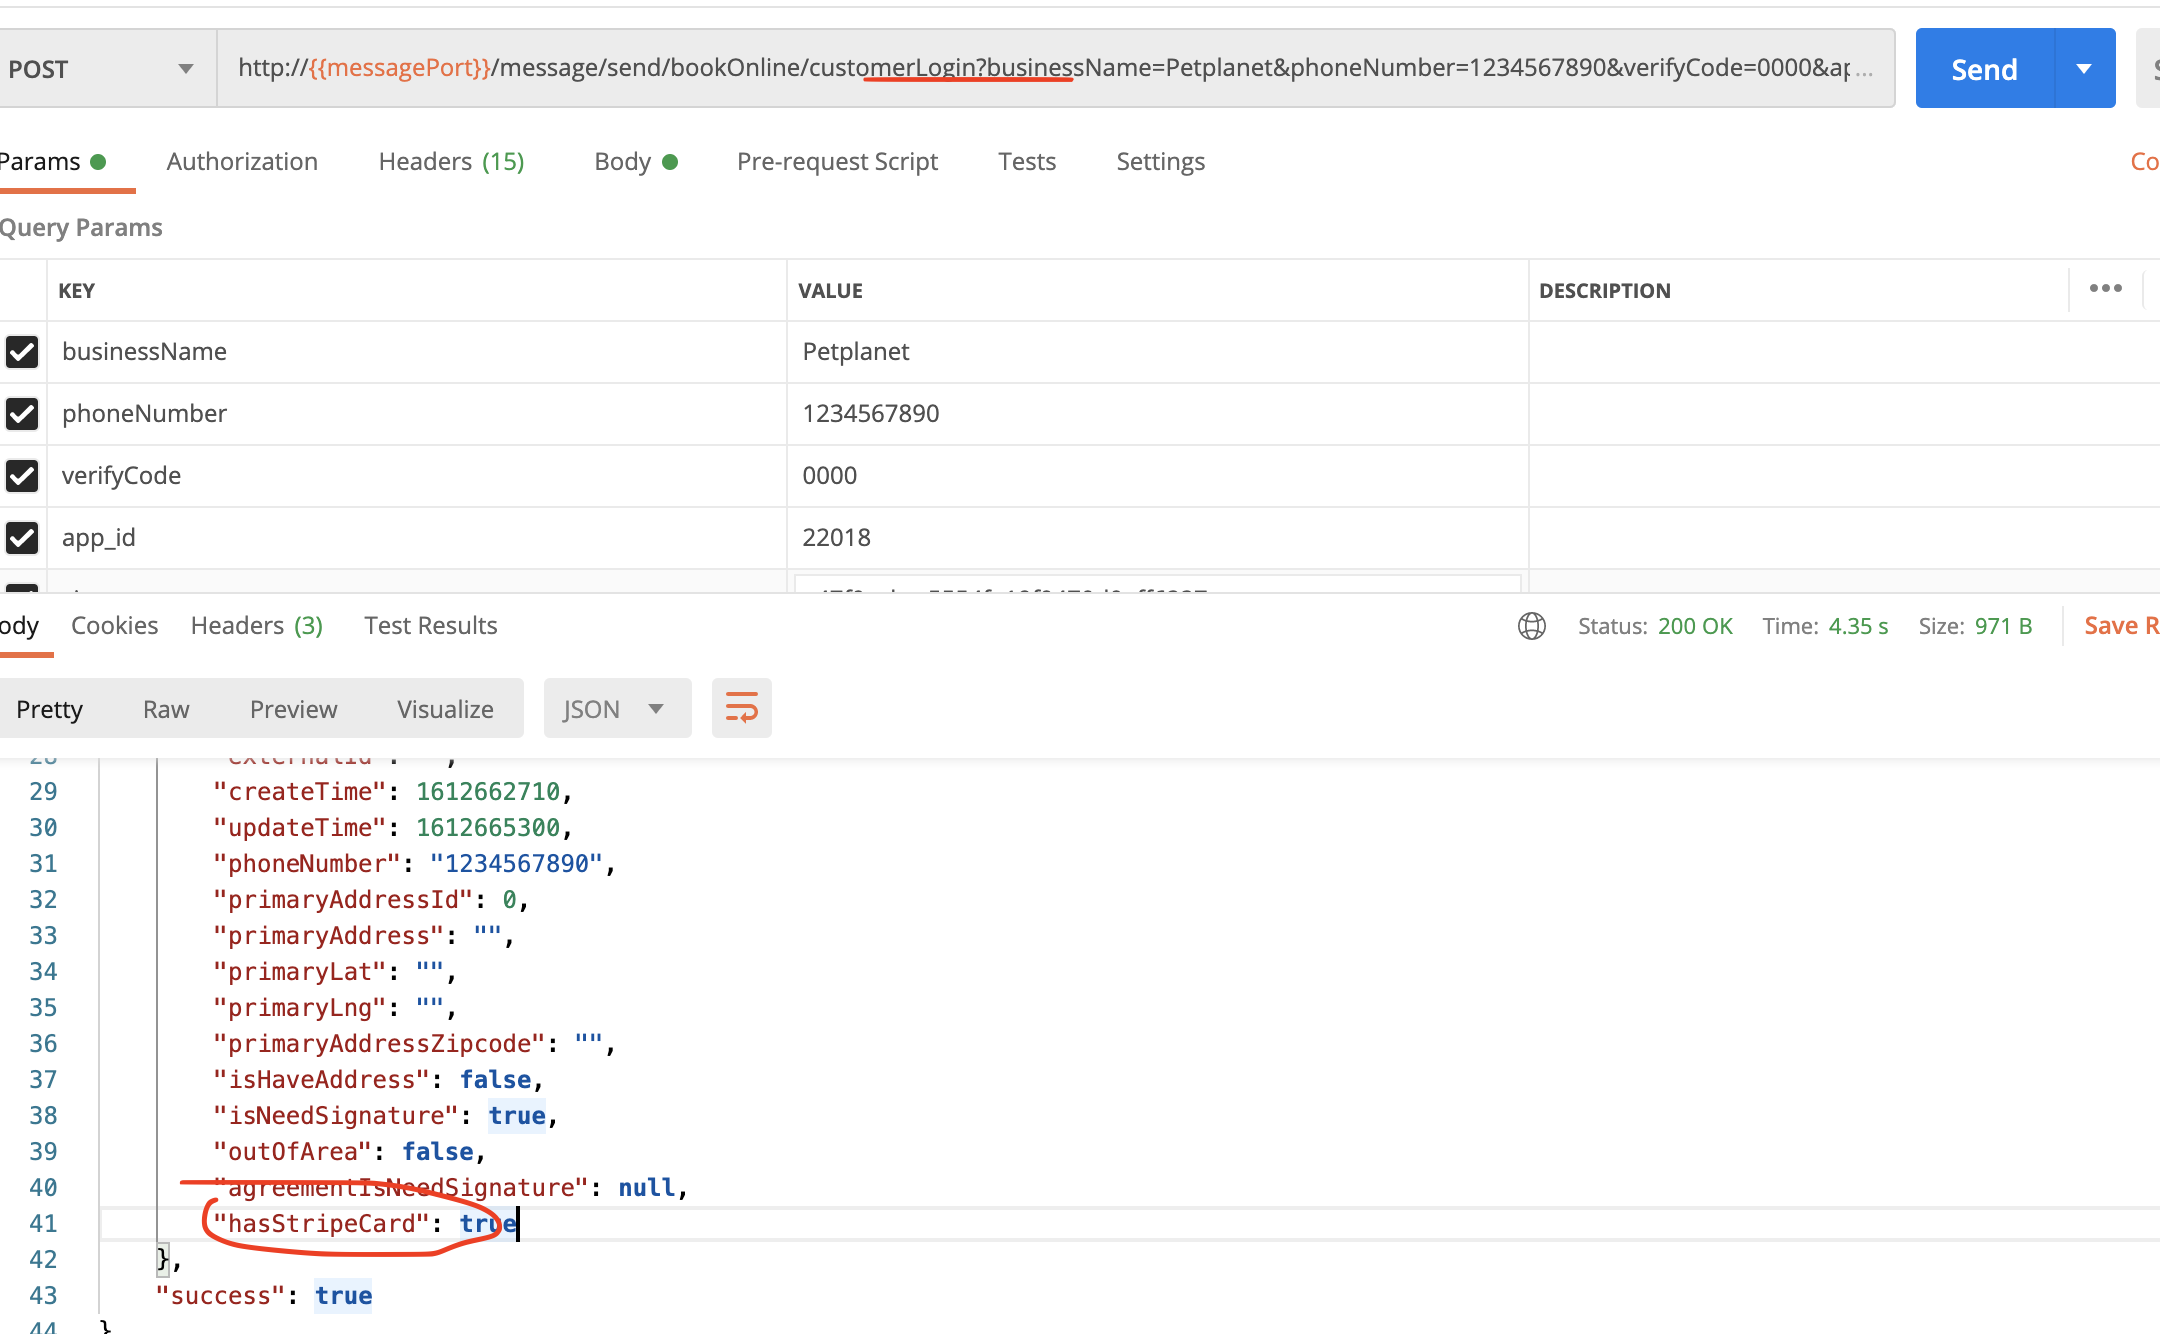 POST
http://{{messagePort}}/message/send/bookOnline/customerLogin?businessName=Petplanet&phoneNumber=1234567890&verifyCode=0000&ap...
Send
Params
Authorization
Headers (15)
Body
Pre-request Script
Tests
Settings
Co
Query Params
KEY
VALUE
DESCRIPTION
businessName
Petplanet
phoneNumber
1234567890
verifyCode
0000
app_id
22018
ody
Cookies
Headers (3)
Test Results
Status: 200 OK
Time: 4.35 s
Size: 971 B
Save R
Pretty
Raw
Preview
Visualize
JSON
29 "createTime": 1612662710,
30 "updateTime": 1612665300,
31 "phoneNumber": "1234567890",
32 "primaryAddressId": 0,
33 "primaryAddress": "",
34 "primaryLat": "",
35 "primaryLng": "",
36 "primaryAddressZipcode": "",
37 "isHaveAddress": false,
38 "isNeedSignature": true,
39 "outOfArea": false,
40 "agreementIsNeedSignature": null,
41 "hasStripeCard": true
42 },
43 "success": true
44 }